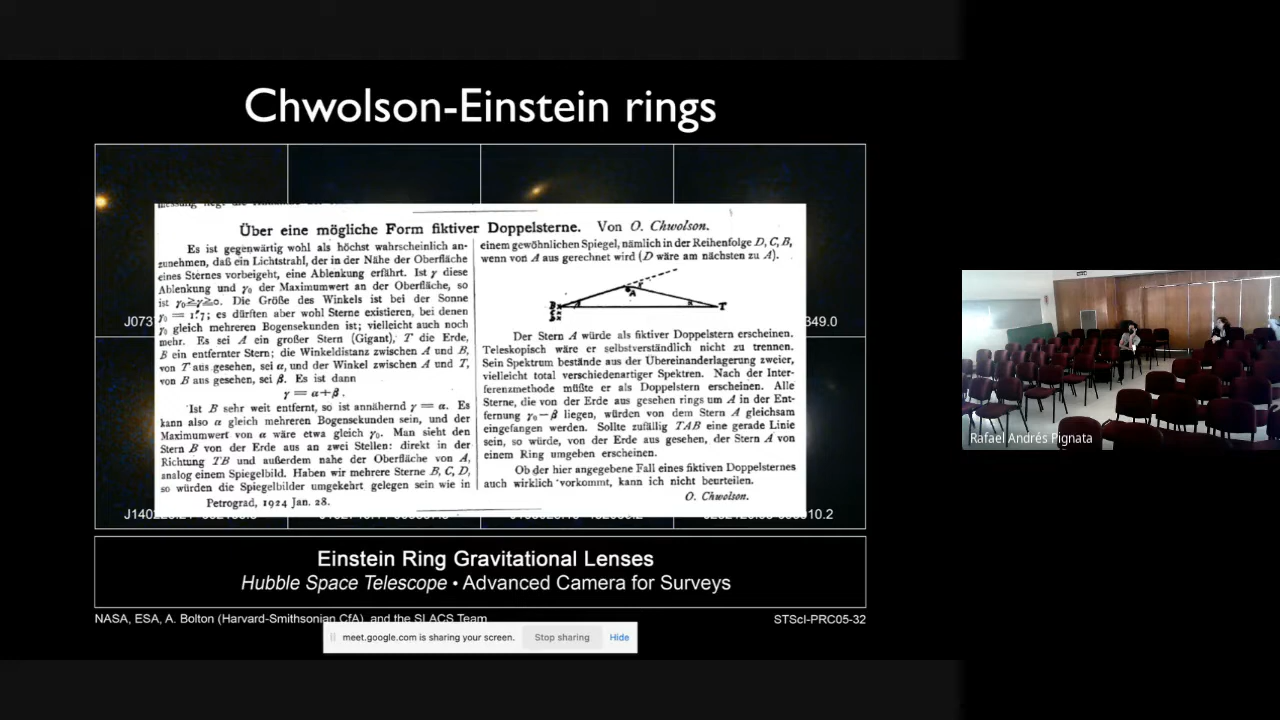 Chwolson-Einstein rings
Über eine mögliche Form fiktiver Doppelsterne. Von O. Chwolson.
Es ist gegenwärtig wohl als höchst wahrscheinlich an-
zunehmen, daß ein Lichtstrahl, der in der Nähe der Oberfläche
eines Sternes vorbeigeht, eine Ablenkung erfährt. Ist γ diese
Ablenkung und γ₀ der Maximumwert an der Oberfläche, so
ist γ₀≧γ≧0. Die Größe des Winkels ist bei der Sonne
γ₀ = 1".7; es dürften aber wohl Sterne existieren, bei denen
γ₀ gleich mehreren Bogensekunden ist; vielleicht auch noch
mehr. Es sei A ein großer Stern (Gigant), T die Erde,
B ein entfernter Stern; die Winkeldistanz zwischen A und B,
von T aus gesehen, sei α, und der Winkel zwischen A und T,
von B aus gesehen, sei β. Es ist dann
γ = α+β.
Ist B sehr weit entfernt, so ist annähernd γ = α. Es
kann also α gleich mehreren Bogensekunden sein, und der
Maximumwert von α wäre etwa gleich γ₀. Man sieht den
Stern B von der Erde aus an zwei Stellen: direkt in der
Richtung TB und außerdem nahe der Oberfläche von A,
analog einem Spiegelbild. Haben wir mehrere Sterne B, C, D,
so würden die Spiegelbilder umgekehrt gelegen sein wie in
Petrograd, 1924 Jan. 28.
einem gewöhnlichen Spiegel, nämlich in der Reihenfolge D, C, B,
wenn von A aus gerechnet wird (D wäre am nächsten zu A).
A
T
Der Stern A würde als fiktiver Doppelstern erscheinen.
Teleskopisch wäre er selbstverständlich nicht zu trennen.
Sein Spektrum bestände aus der Übereinanderlagerung zweier,
vielleicht total verschiedenartiger Spektren. Nach der Inter-
ferenzmethode müßte er als Doppelstern erscheinen. Alle
Sterne, die von der Erde aus gesehen rings um A in der Ent-
fernung γ₀−β liegen, würden von dem Stern A gleichsam
eingefangen werden. Sollte zufällig TAB eine gerade Linie
sein, so würde, von der Erde aus gesehen, der Stern A von
einem Ring umgeben erscheinen.
Ob der hier angegebene Fall eines fiktiven Doppelsternes
auch wirklich vorkommt, kann ich nicht beurteilen.
O. Chwolson.
J073
349.0
Einstein Ring Gravitational Lenses
Hubble Space Telescope • Advanced Camera for Surveys
NASA, ESA, A. Bolton (Harvard-Smithsonian CfA), and the SLACS Team
STScI-PRC05-32
meet.google.com is sharing your screen.
Stop sharing
Hide
Rafael Andrés Pignata